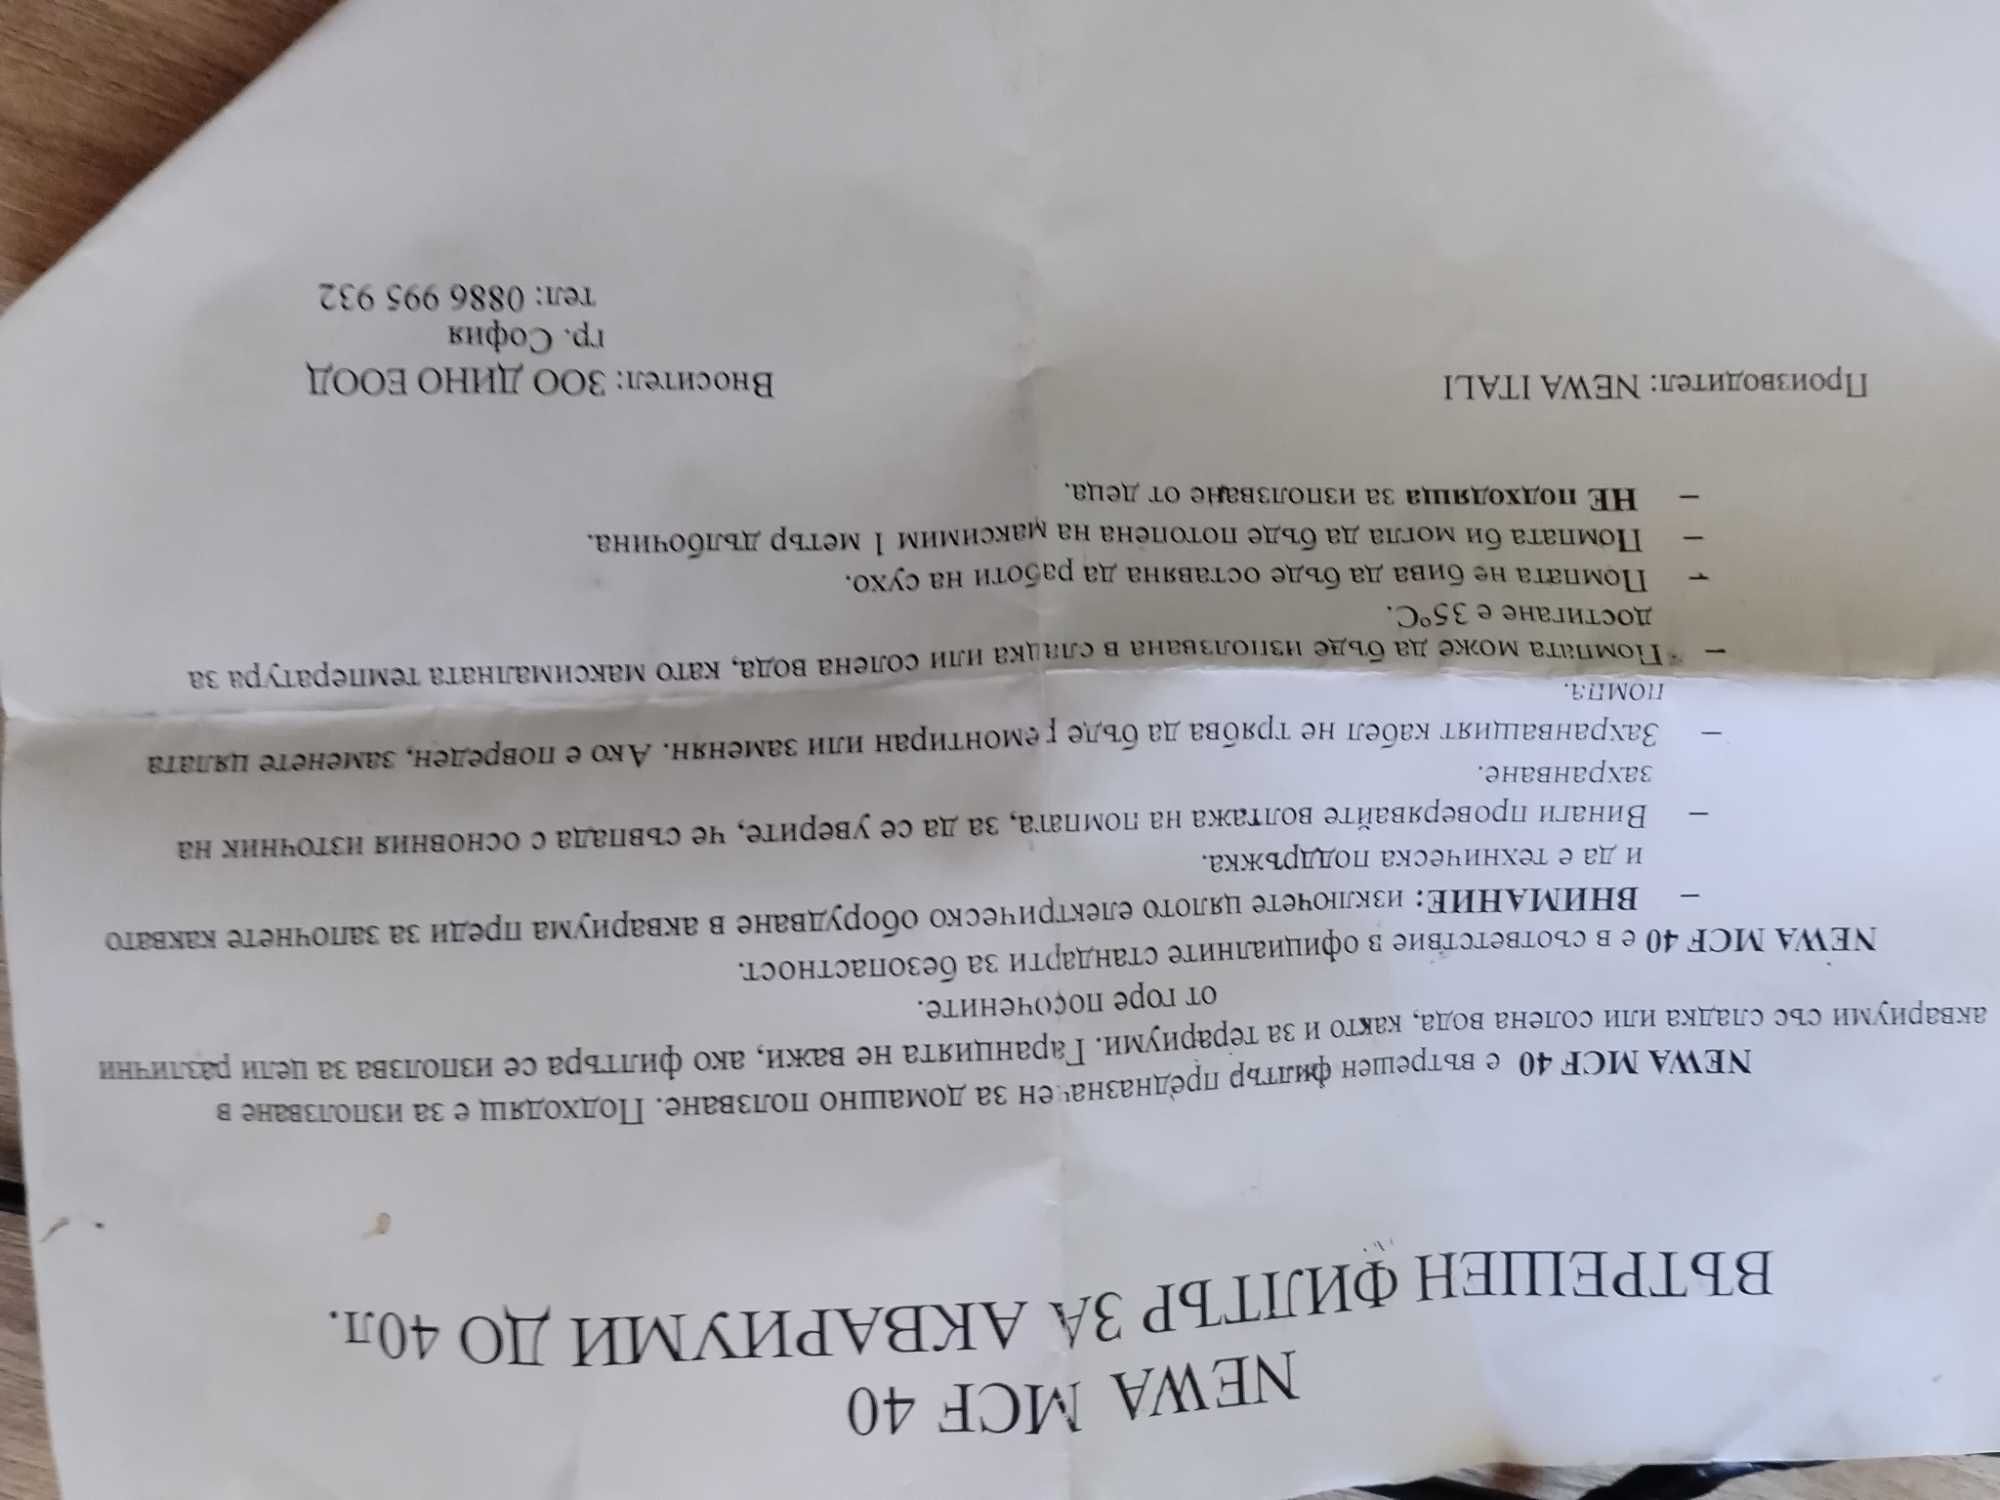 NEWA MCF 40
ВЪТРЕШЕН ФИЛТЪР ЗА АКВАРИУМИ ДО 40л.
NEWA MCF 40 е вътрешен филтър предназначен за домашно ползване. Подходящ е за използване в
аквариуми със сладка или солена вода, както и за терариуми. Гаранцията не важи, ако филтъра се използва за цели различни
от горе посочените.
NEWA MCF 40 е в съответствие в официалните стандарти за безопастност.
– ВНИМАНИЕ: изключете цялото електрическо оборудване в аквариума преди за започнете каквато
и да е техническа поддръжка.
– Винаги проверявайте волтажа на помпата, за да се уверите, че съвпада с основния източник на
захранване.
– Захранващият кабел не трябва да бъде ремонтиран или заменян. Ако е повреден, заменете цялата
помпа.
– Помпата може да бъде използвана в сладка или солена вода, като максималната температура за
достигане е 35°C.
– Помпата не бива да бъде оставяна да работи на сухо.
– Помпата би могла да бъде потопена на максимим 1 метър дълбочина.
– НЕ подходяща за използване от деца.
Производител: NEWA ITALI
Вносител: ЗОО ДИНО ЕООД
гр. София
тел: 0886 995 932